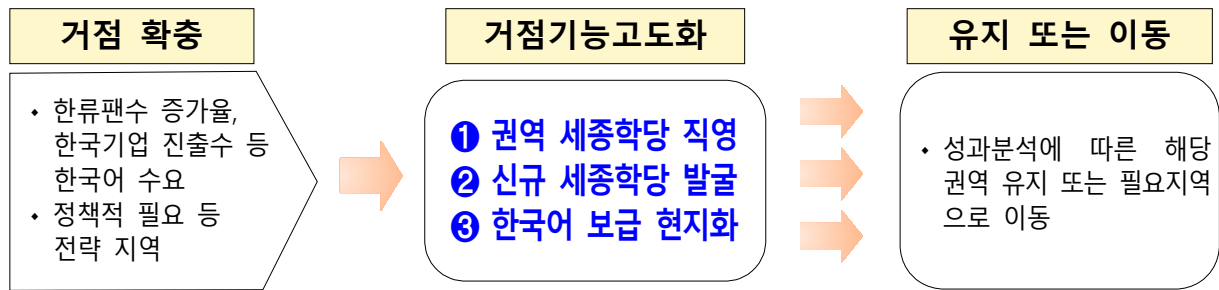 거점 확충
⬩ 한류팬수 증가율,
한국기업 진출수 등
한국어 수요
⬩ 정책적 필요 등
전략 지역
거점기능고도화
❶ 권역 세종학당 직영
❷ 신규 세종학당 발굴
❸ 한국어 보급 현지화
유지 또는 이동
⬩ 성과분석에 따른 해당
권역 유지 또는 필요지역
으로 이동